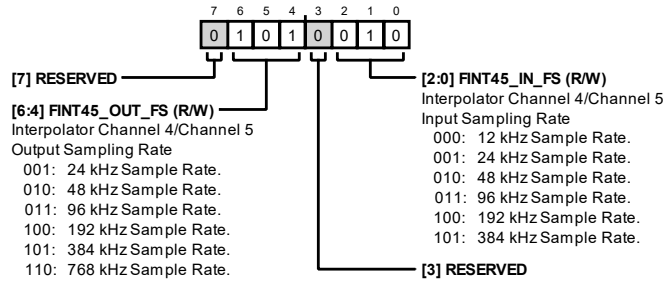 7 6 5 4 3 2 1 0
0 1 0 1 0 0 1 0
[7] RESERVED
[6:4] FINT45_OUT_FS (R/W)
Interpolator Channel 4/Channel 5
Output Sampling Rate
001: 24 kHz Sample Rate.
010: 48 kHz Sample Rate.
011: 96 kHz Sample Rate.
100: 192 kHz Sample Rate.
101: 384 kHz Sample Rate.
110: 768 kHz Sample Rate.
[2:0] FINT45_IN_FS (R/W)
Interpolator Channel 4/Channel 5
Input Sampling Rate
000: 12 kHz Sample Rate.
001: 24 kHz Sample Rate.
010: 48 kHz Sample Rate.
011: 96 kHz Sample Rate.
100: 192 kHz Sample Rate.
101: 384 kHz Sample Rate.
[3] RESERVED